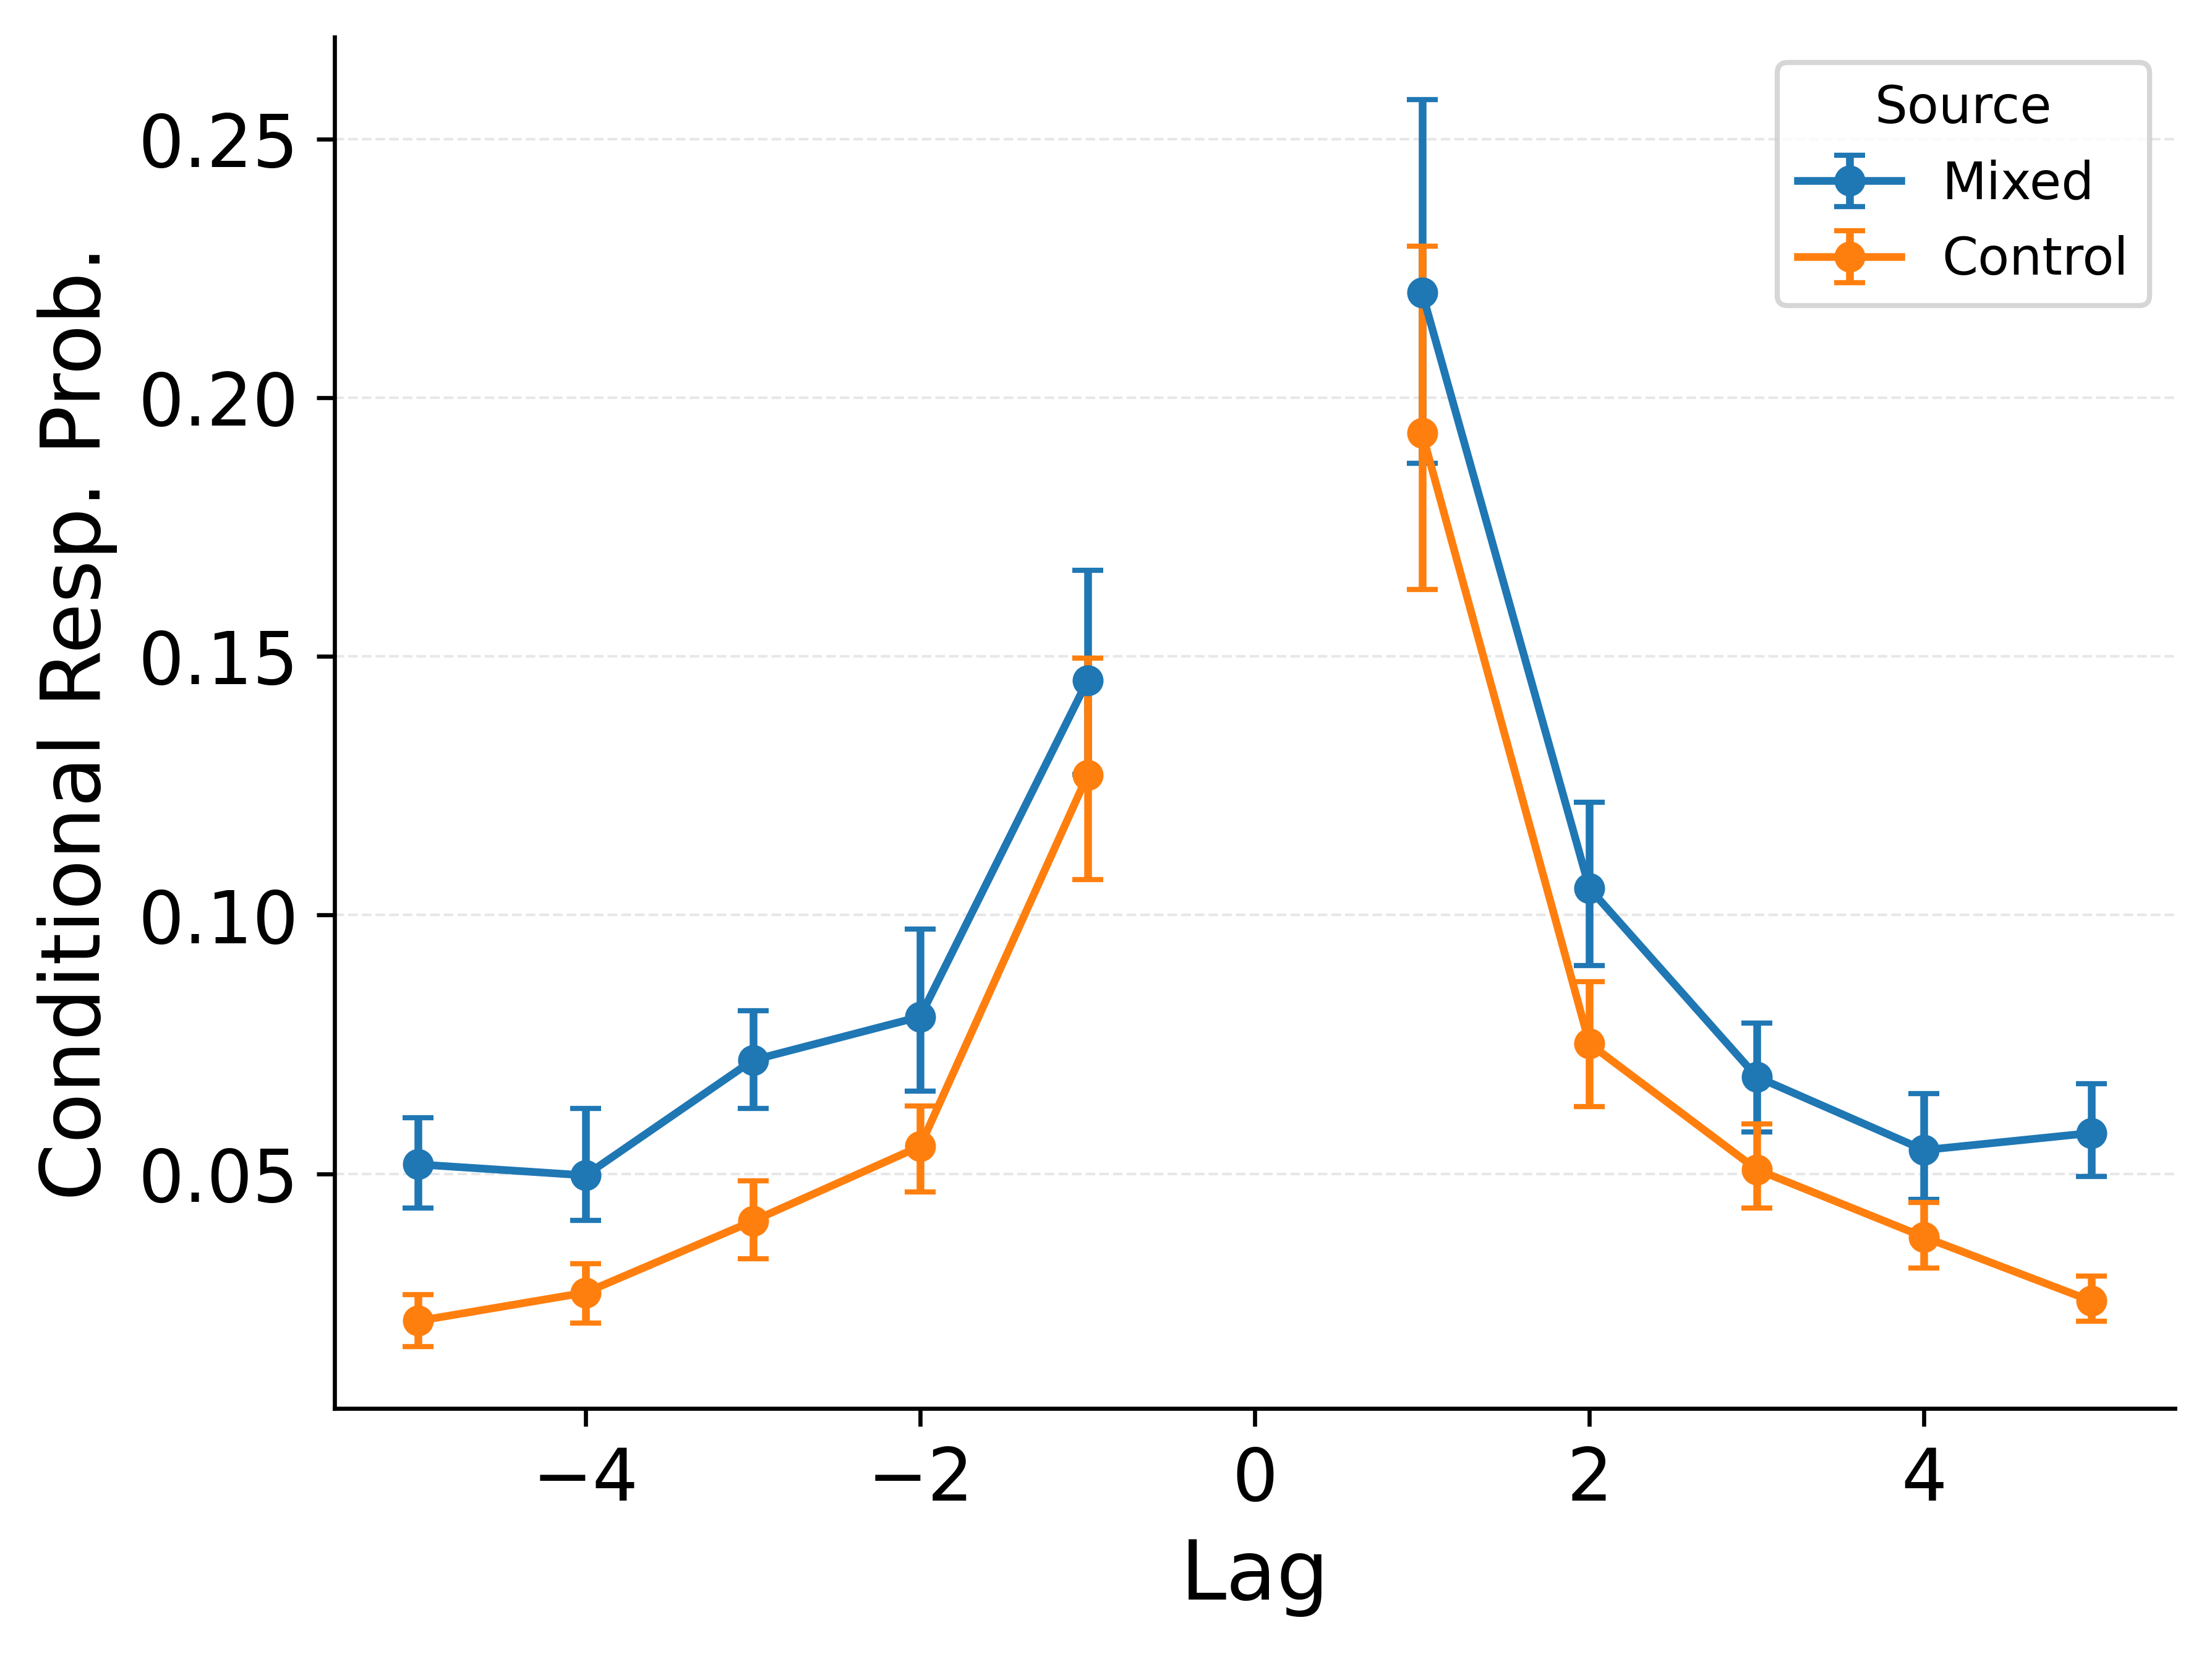 Conditional Resp. Prob.
0.25
0.20
0.15
0.10
0.05
Source
Mixed
Control
−4
−2
0
2
4
Lag